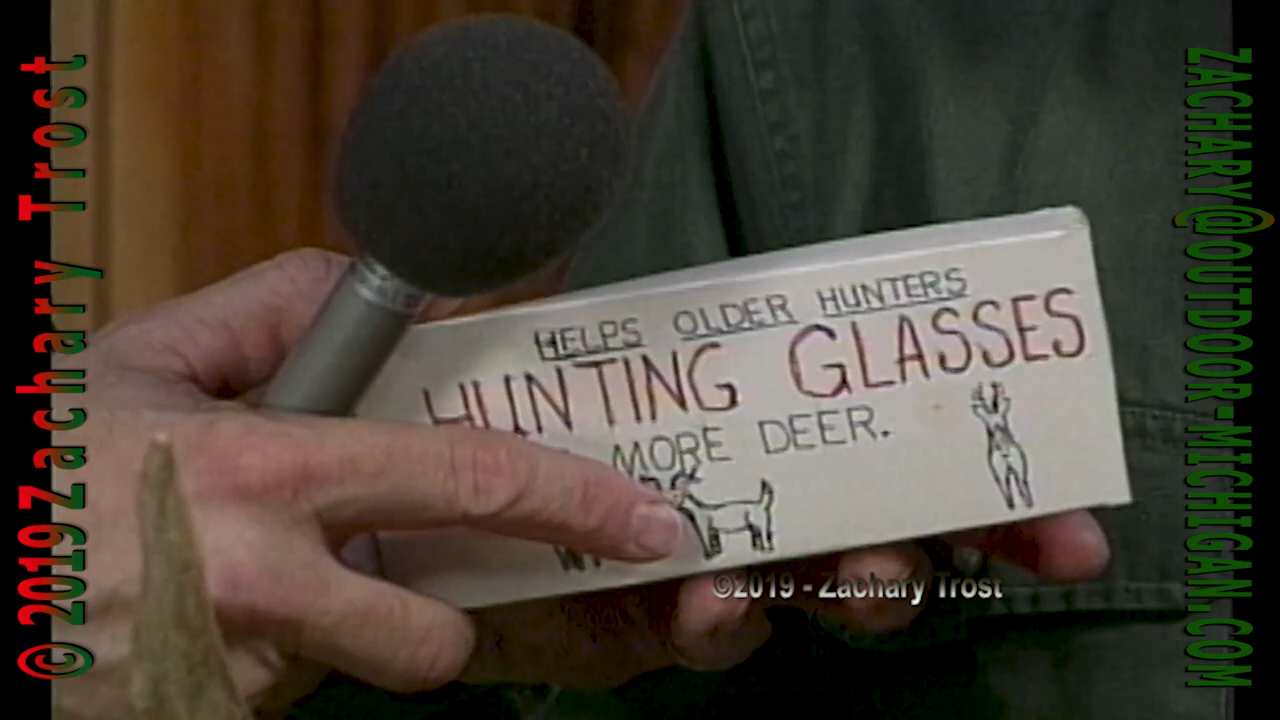 © 2019 Zachary Trost
HELPS OLDER HUNTERS
HUNTING GLASSES
MORE DEER.
©2019 - Zachary Trost
ZACHARY@OUTDOOR-MICHIGAN.COM